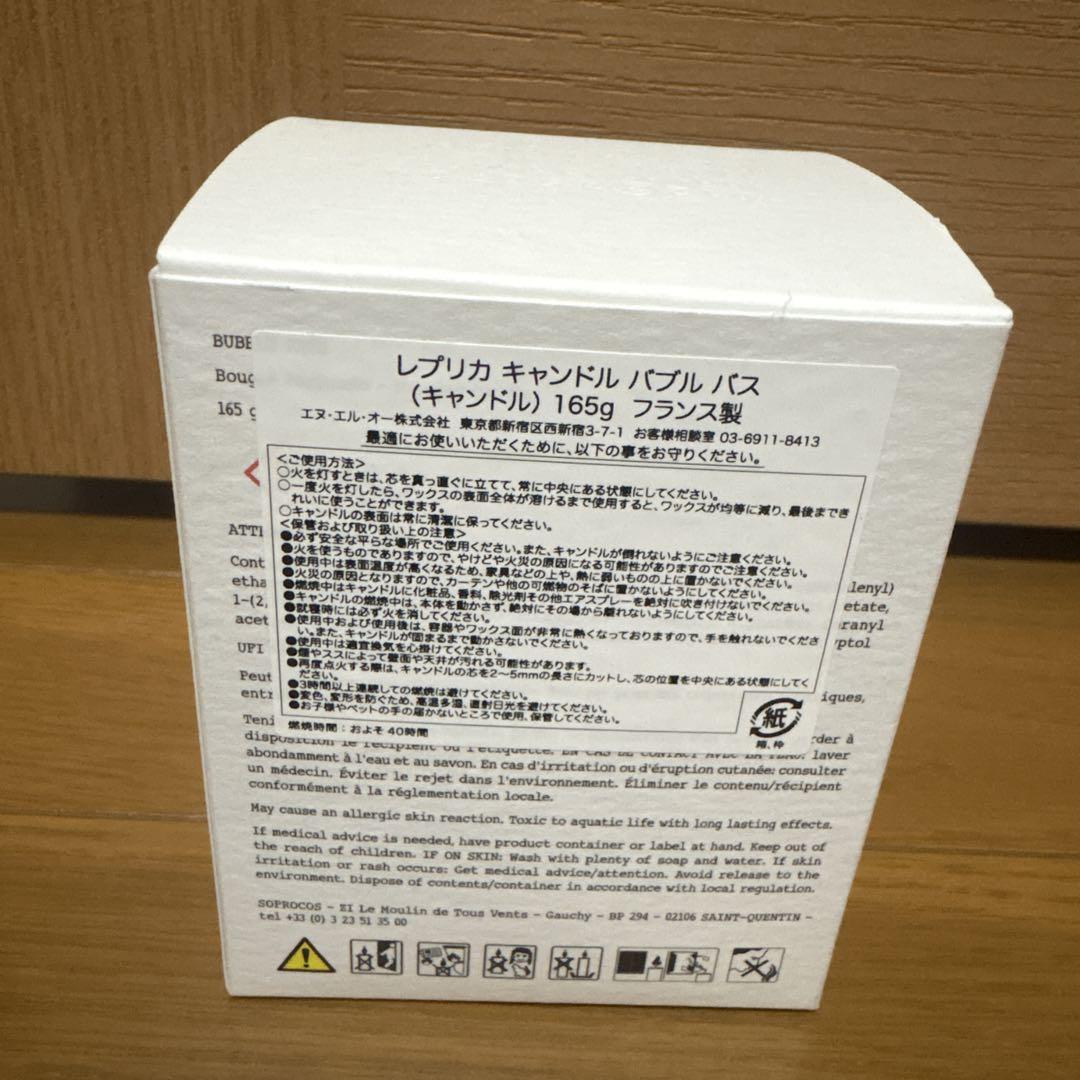 BUBB
レプリカ キャンドル バブル バス
Boug
（キャンドル）165g フランス製
165 g
エヌ・エル・オー株式会社 東京都新宿区西新宿3-7-1 お客様相談室 03-6911-8413
最適にお使いいただくために、以下の事をお守りください。
＜ご使用方法＞
○火を灯すときは、芯を真っ直ぐに立てて、常に中央にある状態にしてください。
○一度火を灯したら、ワックスの表面全体が溶けるまで使用すると、ワックスが均等に減り、最後まできれいに使うことができます。
○キャンドルの表面は常に清潔に保ってください。
＜保管および取り扱い上の注意＞
●必ず安全な平らな場所でご使用ください。また、キャンドルが倒れないようにご注意ください。
●火を使うものでありますので、やけどや火災の原因になる可能性がありますのでご注意ください。
●使用中は表面温度が高くなるため、家具などの上や、熱に弱いものの上に置かないでください。
●火災の原因となりますので、カーテンや他の可燃物のそばに置かないようにしてください。
●燃焼中はキャンドルに化粧品、香料、除光剤その他エアスプレーを絶対に吹き付けないでください。
●キャンドルの燃焼中は、本体を動かさず、絶対にその場から離れないようにしてください。
●就寝時には必ず火を消してください。
●使用中および使用後は、容器やワックス面が非常に熱くなっておりますので、手を触れないでください。また、キャンドルが固まるまで動かさないでください。
●使用中は適宜換気を心掛けてください。
●煙やススによって壁面や天井が汚れる可能性があります。
●再度点火する際は、キャンドルの芯を2～5mmの長さにカットし、芯の位置を中央にある状態にしてください。
●3時間以上連続しての燃焼は避けてください。
●変色、変形を防ぐため、高温多湿、直射日光を避けてください。
●お子様やペットの手の届かないところで使用、保管してください。
燃焼時間：およそ 40時間
紙
箱、枠
ATTE
Cont
lenyl)
etha
etate,
1-(2,
eranyl
acet
yptol
UFI
Peut
iques,
entr
Teni
rder à
disposition le récipient ou l'étiquette. EN CAS DE CONTACT AVEC LA PEAU: laver
abondamment à l'eau et au savon. En cas d'irritation ou d'éruption cutanée: consulter
un médecin. Éviter le rejet dans l'environnement. Éliminer le contenu/récipient
conformément à la réglementation locale.
May cause an allergic skin reaction. Toxic to aquatic life with long lasting effects.
If medical advice is needed, have product container or label at hand. Keep out of
the reach of children. IF ON SKIN: Wash with plenty of soap and water. If skin
irritation or rash occurs: Get medical advice/attention. Avoid release to the
environment. Dispose of contents/container in accordance with local regulation.
SOPROCOS - ZI Le Moulin de Tous Vents - Gauchy - BP 294 - 02106 SAINT-QUENTIN -
tel +33 (0) 3 23 51 35 00